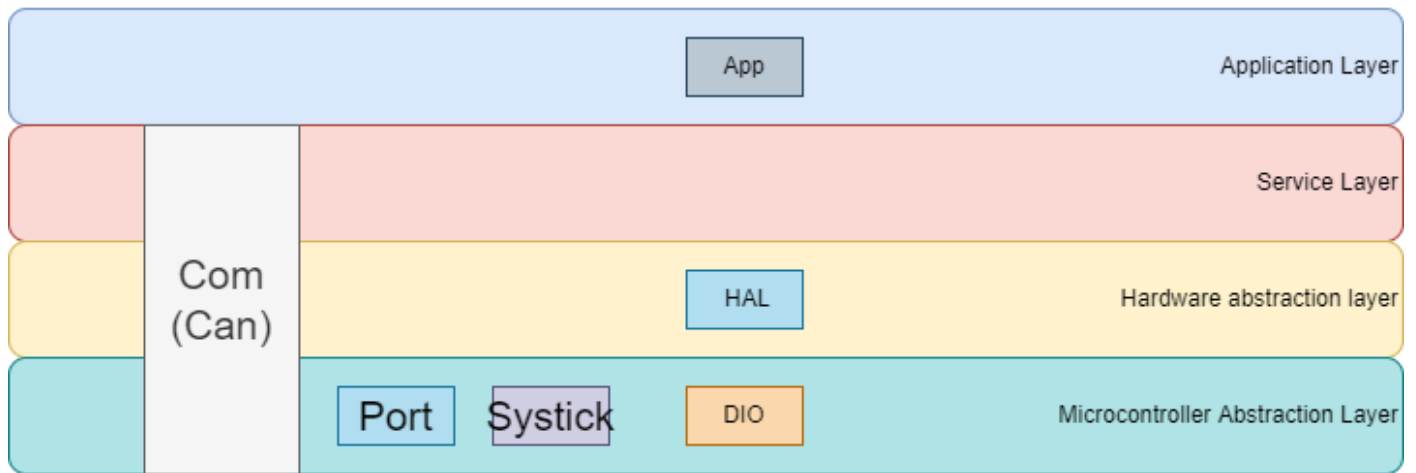 App
Application Layer
Service Layer
Com
(Can)
HAL
Hardware abstraction layer
Port
Systick
DIO
Microcontroller Abstraction Layer